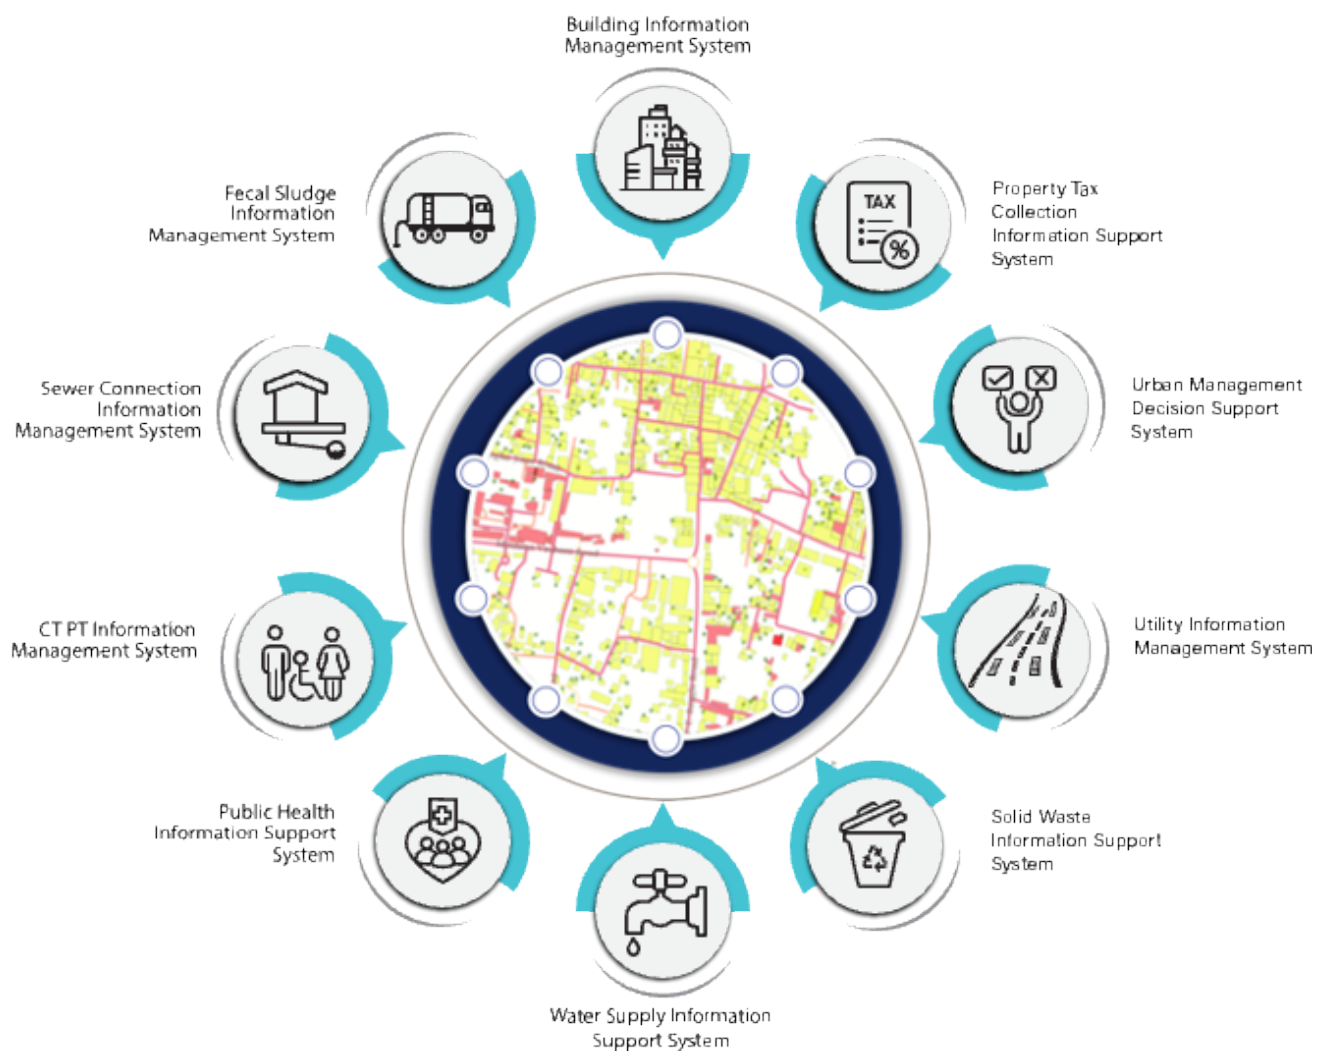 Building Information
Management System
Property Tax
Collection
Information Support
System
TAX
%
Urban Management
Decision Support
System
Utility Information
Management System
Solid Waste
Information Support
System
Water Supply Information
Support System
Public Health
Information Support
System
CT PT Information
Management System
Sewer Connection
Information
Management System
Fecal Sludge
Information
Management System